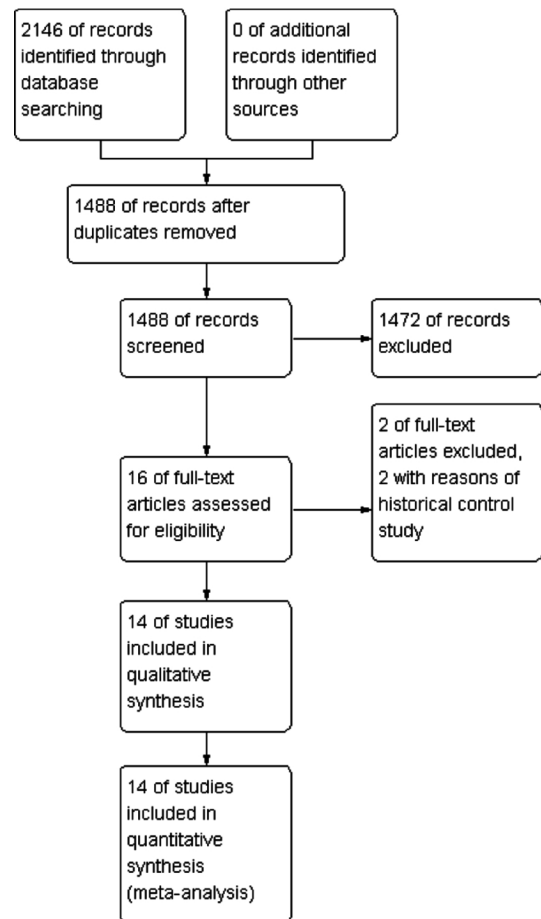 2146 of records
identified through
database
searching
0 of additional
records identified
through other
sources
1488 of records after
duplicates removed
1488 of records
screened
1472 of records
excluded
16 of full-text
articles assessed
for eligibility
2 of full-text
articles excluded,
2 with reasons of
historical control
study
14 of studies
included in
qualitative
synthesis
14 of studies
included in
quantitative
synthesis
(meta-analysis)